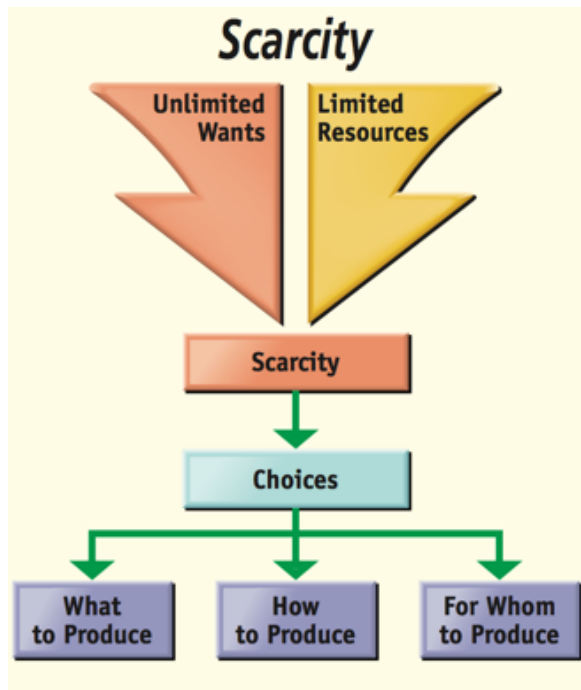 Scarcity
Unlimited
Wants
Limited
Resources
Scarcity
Choices
What
to Produce
How
to Produce
For Whom
to Produce